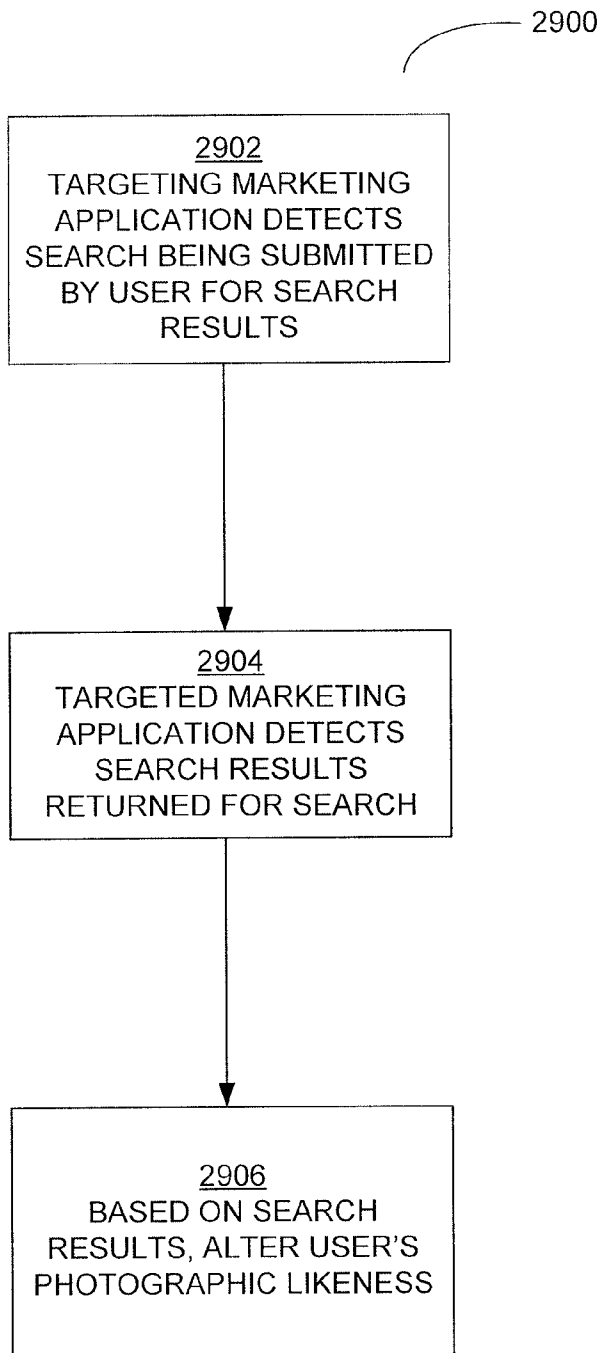 2900
2902
TARGETING MARKETING
APPLICATION DETECTS
SEARCH BEING SUBMITTED
BY USER FOR SEARCH
RESULTS
2904
TARGETED MARKETING
APPLICATION DETECTS
SEARCH RESULTS
RETURNED FOR SEARCH
2906
BASED ON SEARCH
RESULTS, ALTER USER'S
PHOTOGRAPHIC LIKENESS